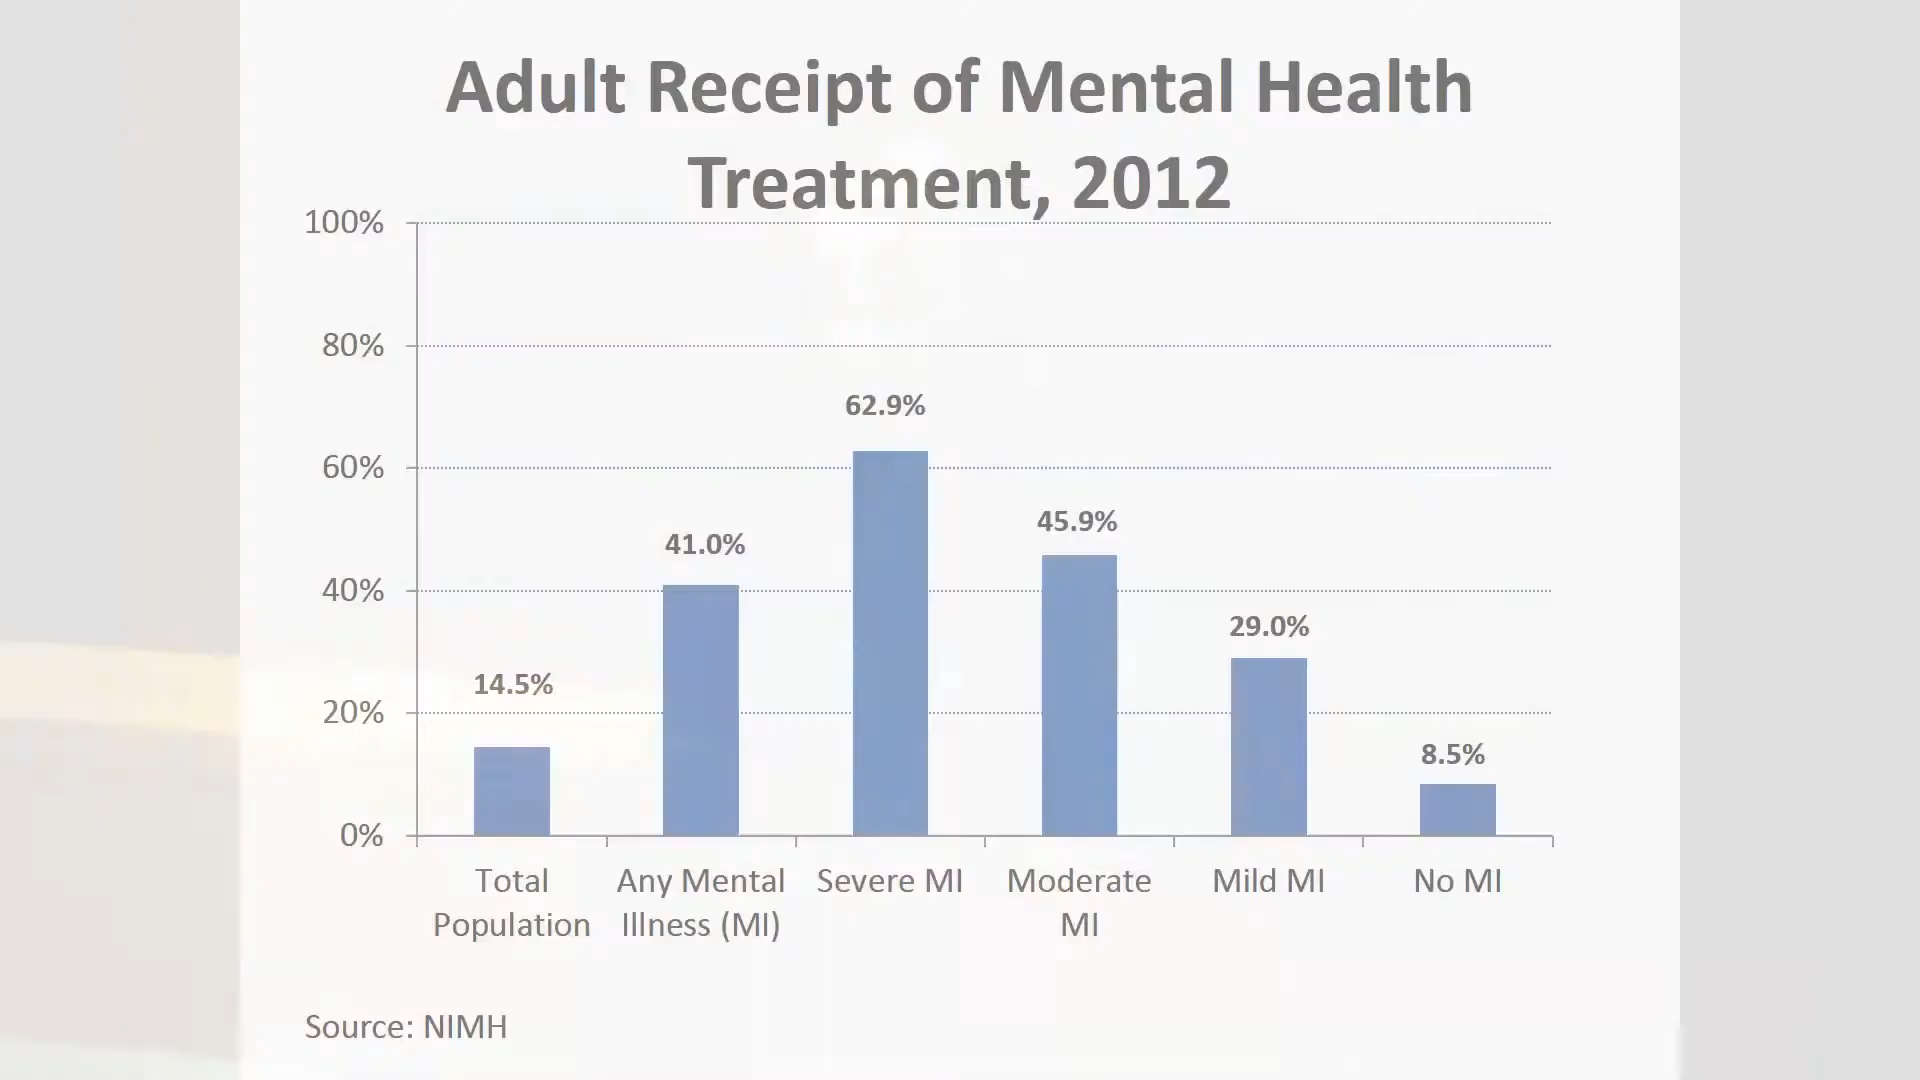 Adult Receipt of Mental Health
Treatment, 2012
100%
80%
60%
40%
20%
0%
14.5%
41.0%
62.9%
45.9%
29.0%
8.5%
Total
Population
Any Mental
Illness (MI)
Severe MI
Moderate
MI
Mild MI
No MI
Source: NIMH